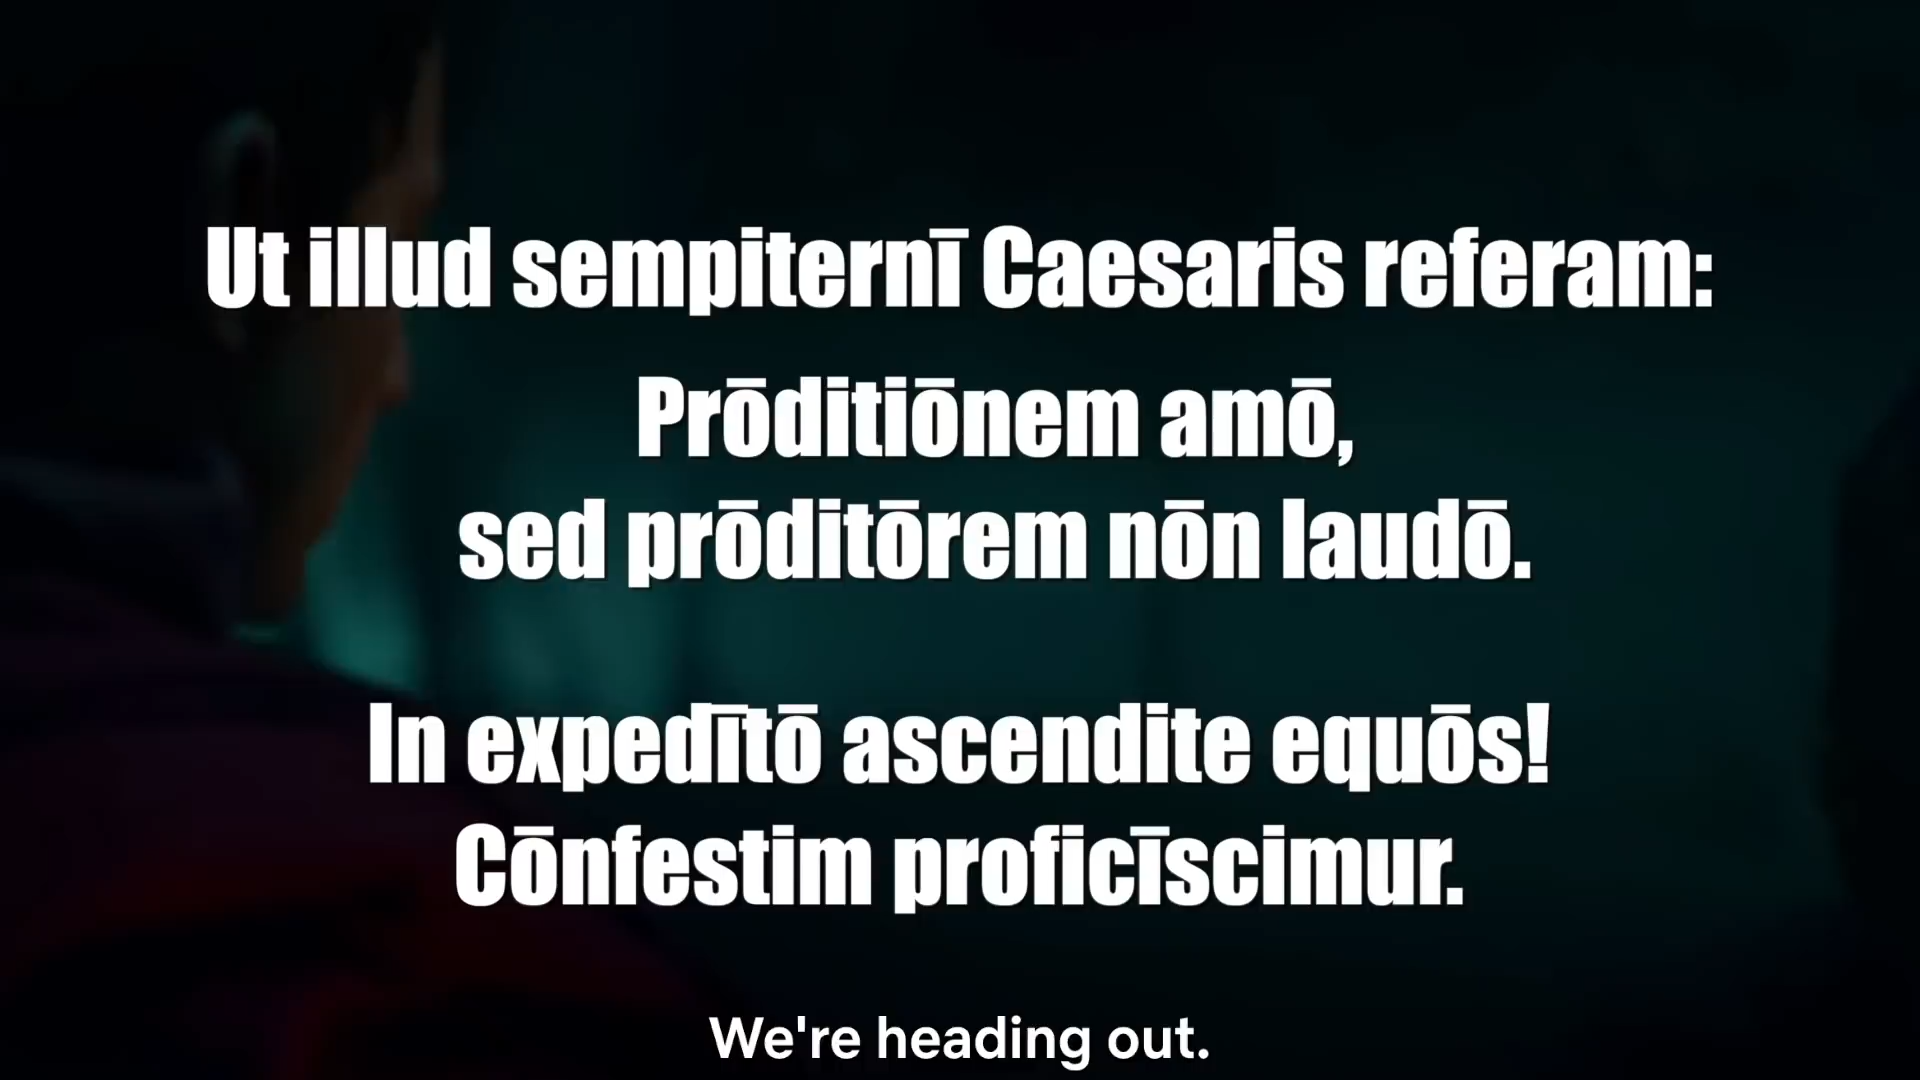 Ut illud sempiternī Caesaris referam:
Prōditiōnem amō,
sed prōditōrem nōn laudō.
In expedītō ascendite equōs!
Cōnfestim proficīscimur.
We're heading out.